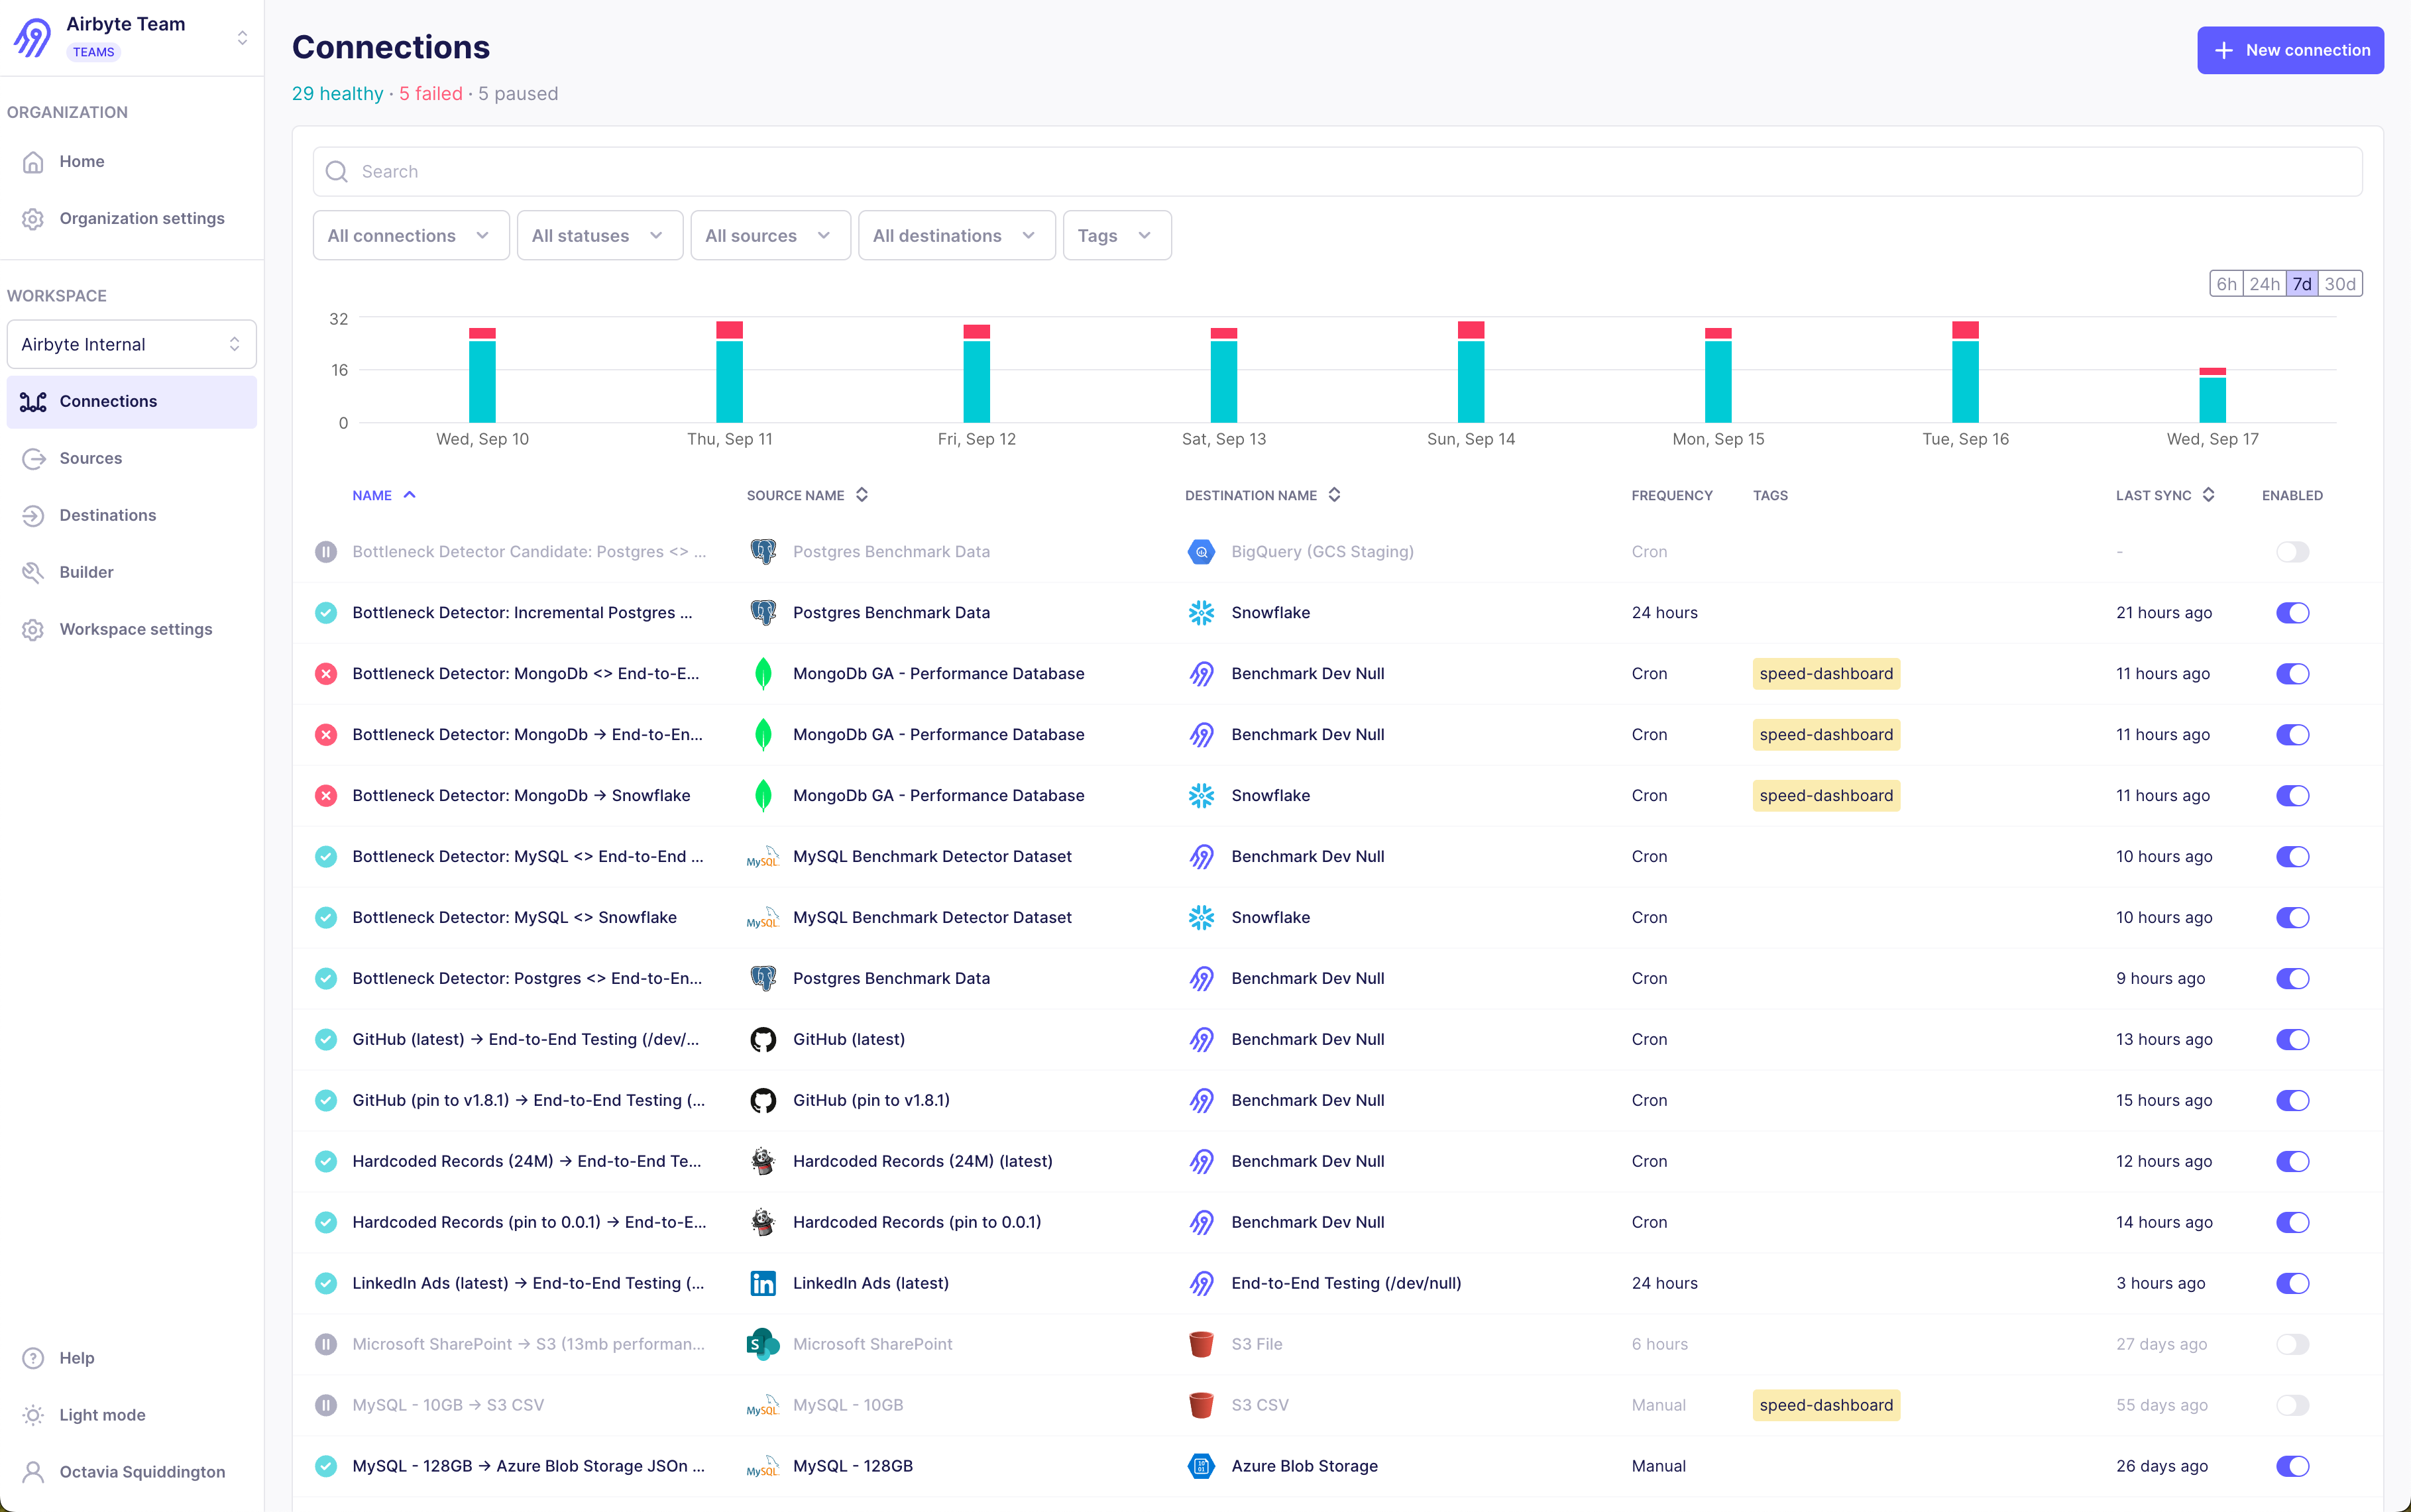 Airbyte Team
TEAMS
ORGANIZATION
Home
Organization settings
WORKSPACE
Airbyte Internal
Connections
Sources
Destinations
Builder
Workspace settings
Help
Light mode
Octavia Squiddington
Connections
New connection
29 healthy · 5 failed · 5 paused
Search
All connections All statuses All sources All destinations Tags
6h 24h 7d 30d
32
16
0
Wed, Sep 10 Thu, Sep 11 Fri, Sep 12 Sat, Sep 13 Sun, Sep 14 Mon, Sep 15 Tue, Sep 16 Wed, Sep 17
NAME SOURCE NAME DESTINATION NAME FREQUENCY TAGS LAST SYNC ENABLED
Bottleneck Detector Candidate: Postgres <> ... Postgres Benchmark Data BigQuery (GCS Staging) Cron -
Bottleneck Detector: Incremental Postgres ... Postgres Benchmark Data Snowflake 24 hours 21 hours ago
Bottleneck Detector: MongoDb <> End-to-E... MongoDb GA - Performance Database Benchmark Dev Null Cron speed-dashboard 11 hours ago
Bottleneck Detector: MongoDb → End-to-En... MongoDb GA - Performance Database Benchmark Dev Null Cron speed-dashboard 11 hours ago
Bottleneck Detector: MongoDb → Snowflake MongoDb GA - Performance Database Snowflake Cron speed-dashboard 11 hours ago
Bottleneck Detector: MySQL <> End-to-End ... MySQL MySQL Benchmark Detector Dataset Benchmark Dev Null Cron 10 hours ago
Bottleneck Detector: MySQL <> Snowflake MySQL MySQL Benchmark Detector Dataset Snowflake Cron 10 hours ago
Bottleneck Detector: Postgres <> End-to-En... Postgres Benchmark Data Benchmark Dev Null Cron 9 hours ago
GitHub (latest) → End-to-End Testing (/dev/... GitHub (latest) Benchmark Dev Null Cron 13 hours ago
GitHub (pin to v1.8.1) → End-to-End Testing (... GitHub (pin to v1.8.1) Benchmark Dev Null Cron 15 hours ago
Hardcoded Records (24M) → End-to-End Te... Hardcoded Records (24M) (latest) Benchmark Dev Null Cron 12 hours ago
Hardcoded Records (pin to 0.0.1) → End-to-E... Hardcoded Records (pin to 0.0.1) Benchmark Dev Null Cron 14 hours ago
LinkedIn Ads (latest) → End-to-End Testing (... in LinkedIn Ads (latest) End-to-End Testing (/dev/null) 24 hours 3 hours ago
Microsoft SharePoint → S3 (13mb performan... S Microsoft SharePoint S3 File 6 hours 27 days ago
MySQL - 10GB → S3 CSV MySQL MySQL - 10GB S3 CSV Manual speed-dashboard 55 days ago
MySQL - 128GB → Azure Blob Storage JSOn ... MySQL MySQL - 128GB Azure Blob Storage Manual 26 days ago